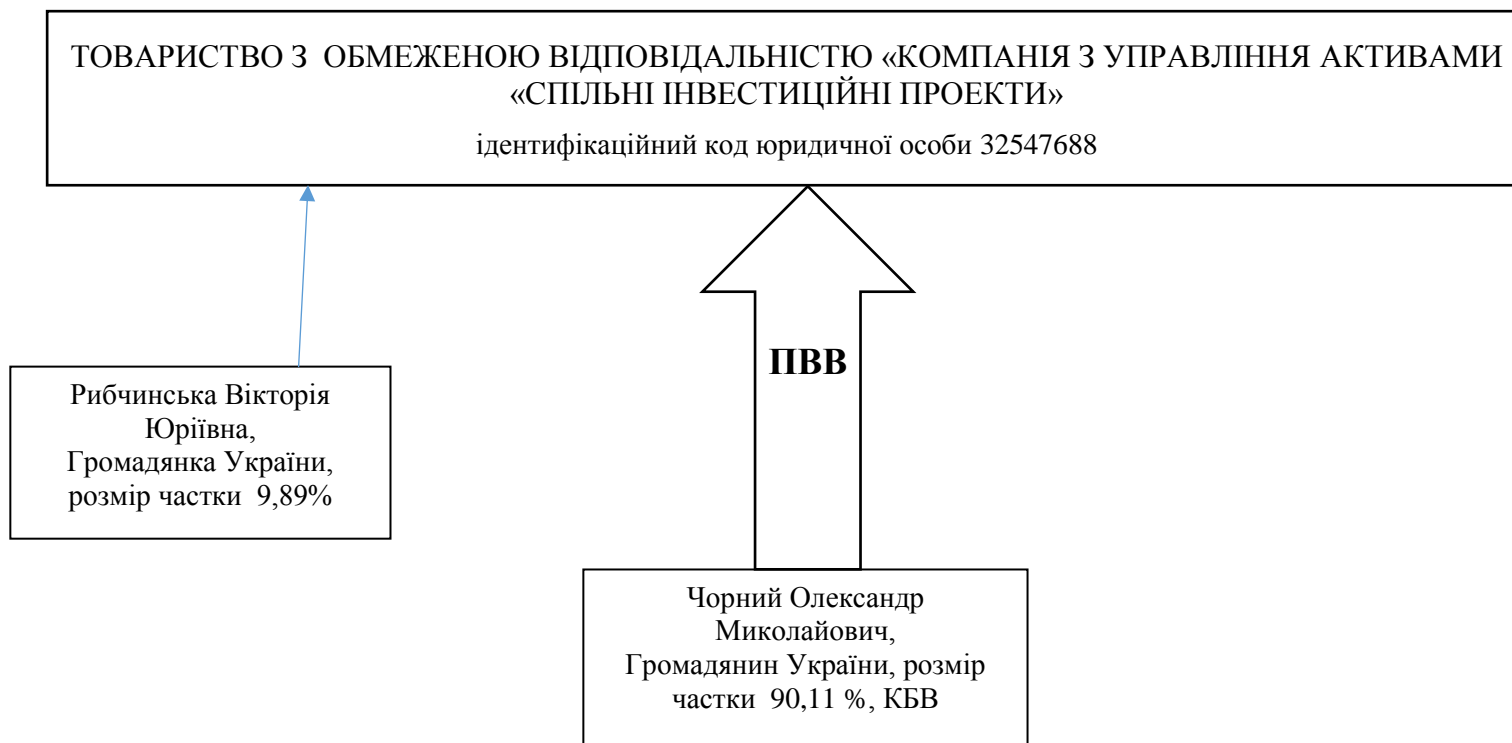 ТОВАРИСТВО З ОБМЕЖЕНОЮ ВІДПОВІДАЛЬНІСТЮ «КОМПАНІЯ З УПРАВЛІННЯ АКТИВАМИ
«СПІЛЬНІ ІНВЕСТИЦІЙНІ ПРОЕКТИ»
ідентифікаційний код юридичної особи 32547688
ПВВ
Рибчинська Вікторія
Юріївна,
Громадянка України,
розмір частки 9,89%
Чорний Олександр
Миколайович,
Громадянин України, розмір
частки 90,11 %, КБВ